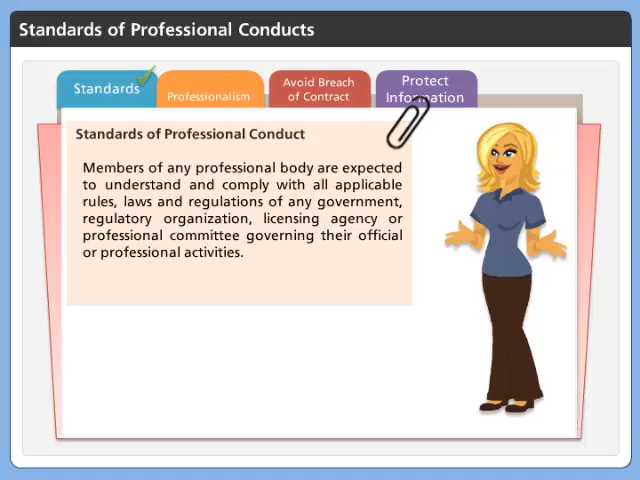 Standards of Professional Conducts
Standards
Professionalism
Avoid Breach
of Contract
Protect
Information
Standards of Professional Conduct
Members of any professional body are expected
to understand and comply with all applicable
rules, laws and regulations of any government,
regulatory organization, licensing agency or
professional committee governing their official
or professional activities.